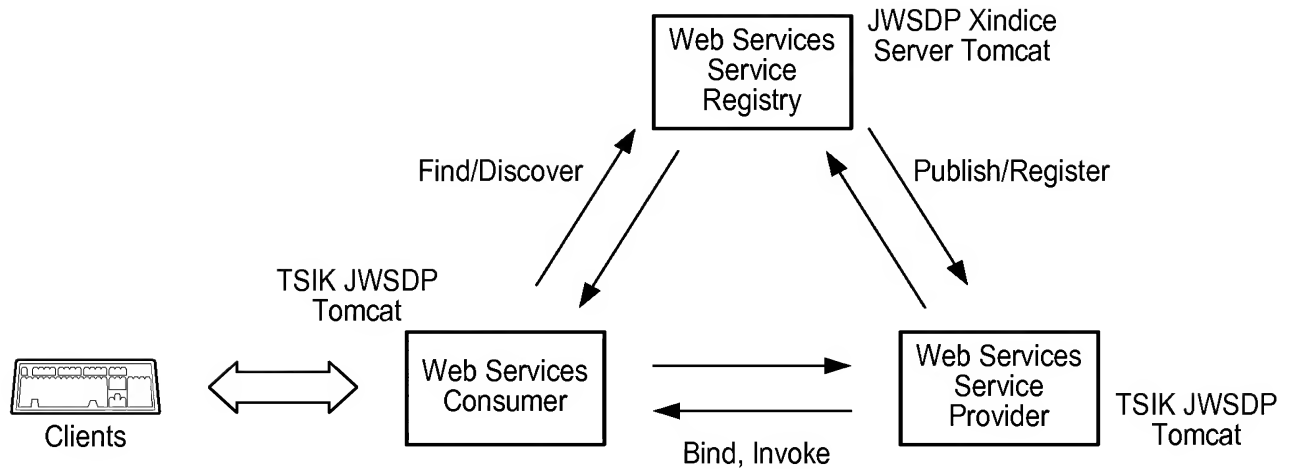 Web Services
Service
Registry
JWSDP Xindice
Server Tomcat
Find/Discover
Publish/Register
TSIK JWSDP
Tomcat
Web Services
Consumer
Web Services
Service
Provider
TSIK JWSDP
Tomcat
Clients
Bind, Invoke